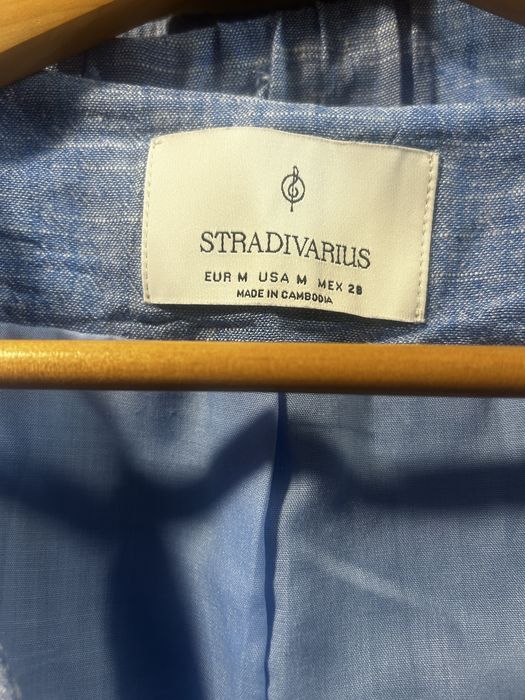 STRADIVARIUS
EUR M USA M MEX 28
MADE IN CAMBODIA